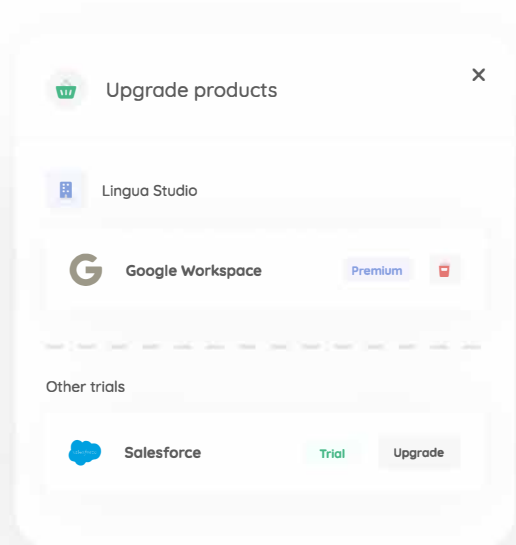 Upgrade products
Lingua Studio
Google Workspace Premium
Other trials
Salesforce Trial Upgrade